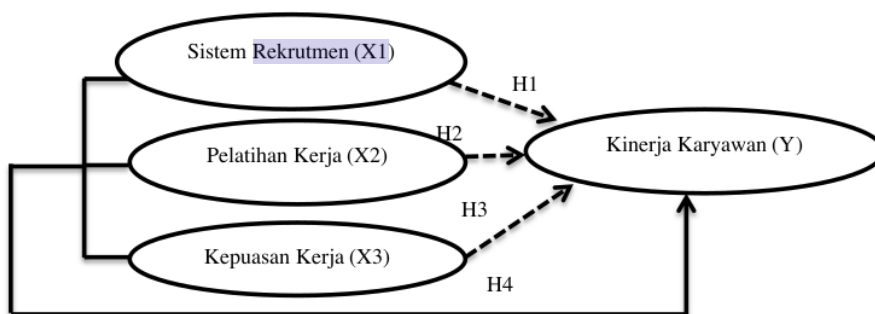 Sistem Rekrutmen (X1)
H1
H2
Pelatihan Kerja (X2)
Kinerja Karyawan (Y)
H3
Kepuasan Kerja (X3)
H4